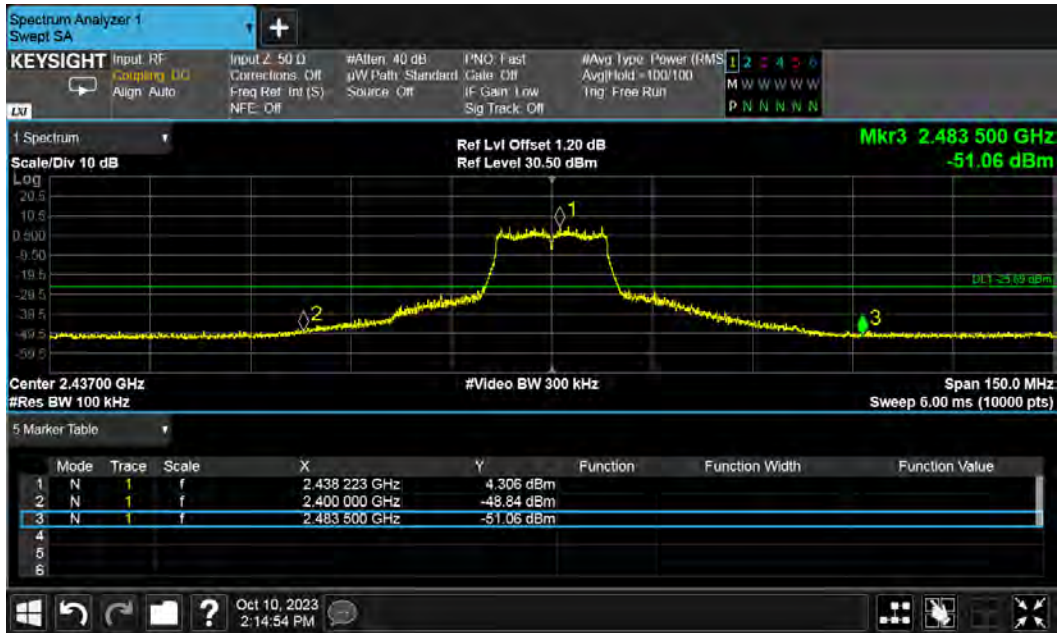 Spectrum Analyzer 1
Swept SA
+
KEYSIGHT
Input: RF
Coupling: DC
Align: Auto
LXI
Input Z: 50 Ω
Corrections: Off
Freq Ref: Int (S)
NFE: Off
#Atten: 40 dB
µW Path: Standard
Source: Off
PNO: Fast
Gate: Off
IF Gain: Low
Sig Track: Off
#Avg Type: Power (RMS
Avg|Hold: >100/100
Trig: Free Run
1 2 3 4 5 6
M W W W W W
P N N N N N
1 Spectrum
Scale/Div 10 dB
Ref Lvl Offset 1.20 dB
Ref Level 30.50 dBm
Mkr3 2.483 500 GHz
-51.06 dBm
Log
20.5
10.5
0.500
-9.50
-19.5
-29.5
-39.5
-49.5
-59.5
1
2
3
DL1 -25.69 dBm
Center 2.43700 GHz
#Video BW 300 kHz
Span 150.0 MHz
#Res BW 100 kHz
Sweep 6.00 ms (10000 pts)
5 Marker Table
Mode Trace Scale X Y Function Function Width Function Value
1 N 1 f 2.438 223 GHz 4.306 dBm
2 N 1 f 2.400 000 GHz -48.84 dBm
3 N 1 f 2.483 500 GHz -51.06 dBm
4
5
6
?
Oct 10, 2023
2:14:54 PM